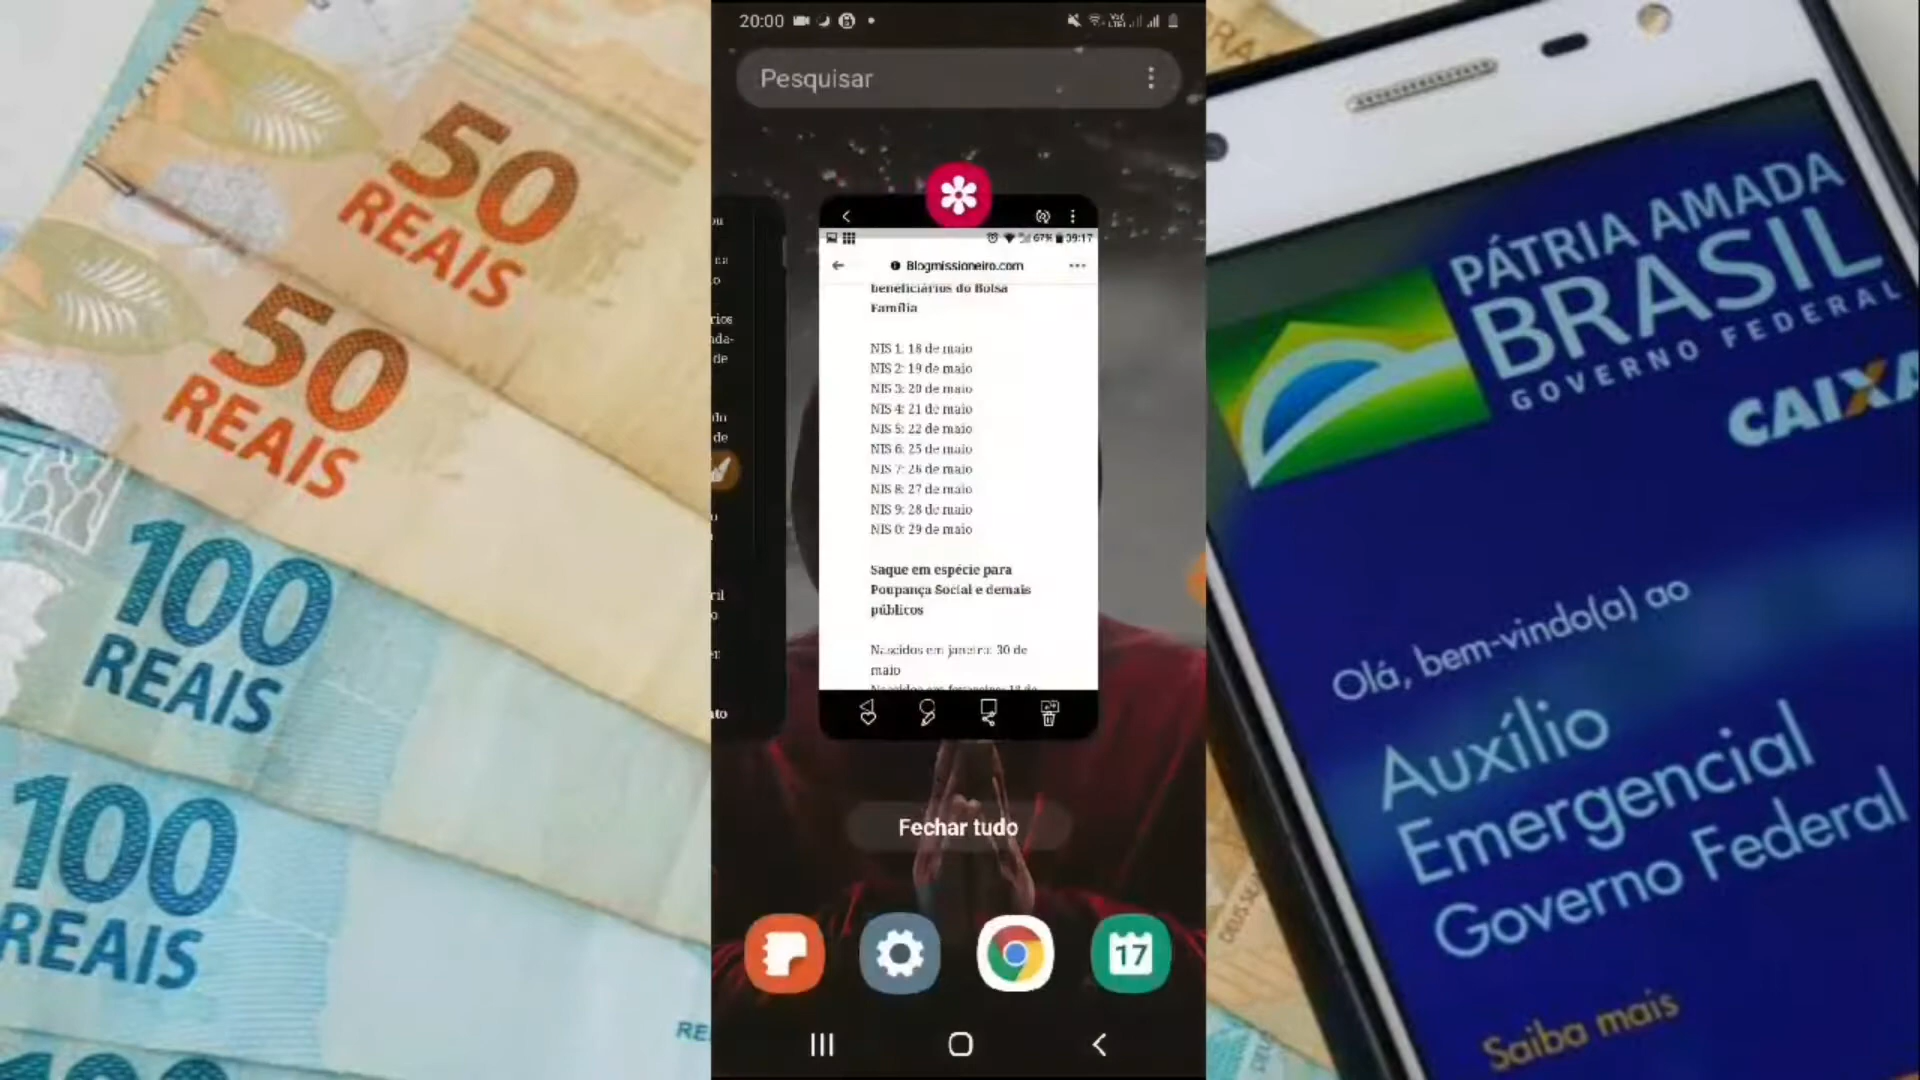 50
REAIS
50
REAIS
100
REAIS
100
REAIS
20:00
Pesquisar
67% 09:17
Blogmissioneiro.com
beneficiários do Bolsa
Família
NIS 1: 18 de maio
NIS 2: 19 de maio
NIS 3: 20 de maio
NIS 4: 21 de maio
NIS 5: 22 de maio
NIS 6: 25 de maio
NIS 7: 26 de maio
NIS 8: 27 de maio
NIS 9: 28 de maio
NIS 0: 29 de maio
Saque em espécie para
Poupança Social e demais
públicos
Nascidos em janeiro: 30 de
maio
Fechar tudo
17
PÁTRIA AMADA
BRASIL
GOVERNO FEDERAL
CAIXA
Olá, bem-vindo(a) ao
Auxílio
Emergencial
Governo Federal
Saiba mais